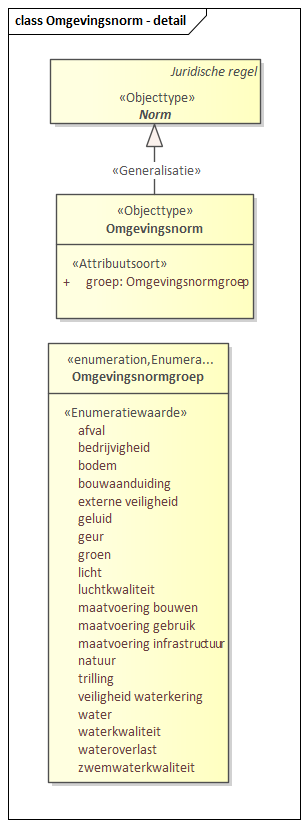 class Omgevingsnorm - detail
Juridische regel
«Objecttype»
Norm
«Generalisatie»
«Objecttype»
Omgevingsnorm
«Attribuutsoort»
+ groep: Omgevingsnormgroep
«enumeration,Enumera...
Omgevingsnormgroep
«Enumeratiewaarde»
afval
bedrijvigheid
bodem
bouwaanduiding
externe veiligheid
geluid
geur
groen
licht
luchtkwaliteit
maatvoering bouwen
maatvoering gebruik
maatvoering infrastructuur
natuur
trilling
veiligheid waterkering
water
waterkwaliteit
wateroverlast
zwemwaterkwaliteit